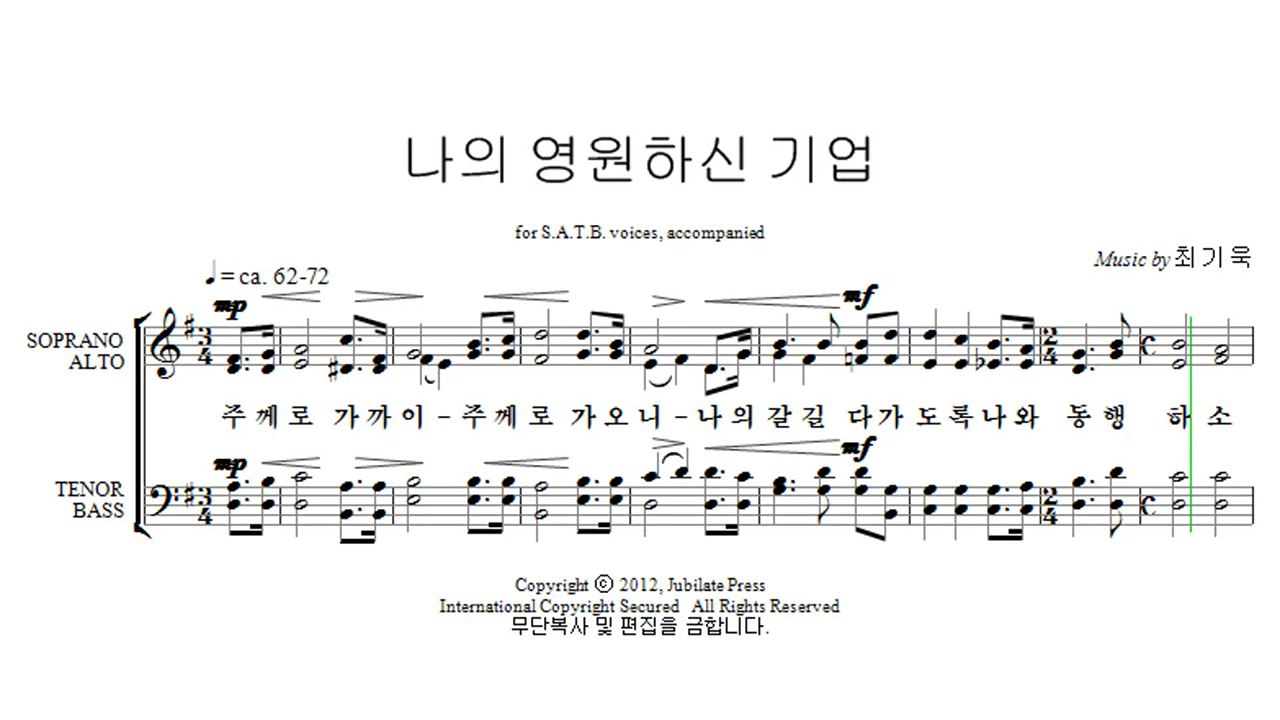 나의 영원하신 기업
for S.A.T.B. voices, accompanied
Music by 최 기 욱
♩ = ca. 62-72
mp mf
SOPRANO
ALTO
주 께 로 가 까 이 - 주 께 로 가 오 니 - 나 의 갈 길 다 가 도 록 나 와 동 행 하 소
mp mf
TENOR
BASS
Copyright © 2012, Jubilate Press
International Copyright Secured All Rights Reserved
무단복사 및 편집을 금합니다.